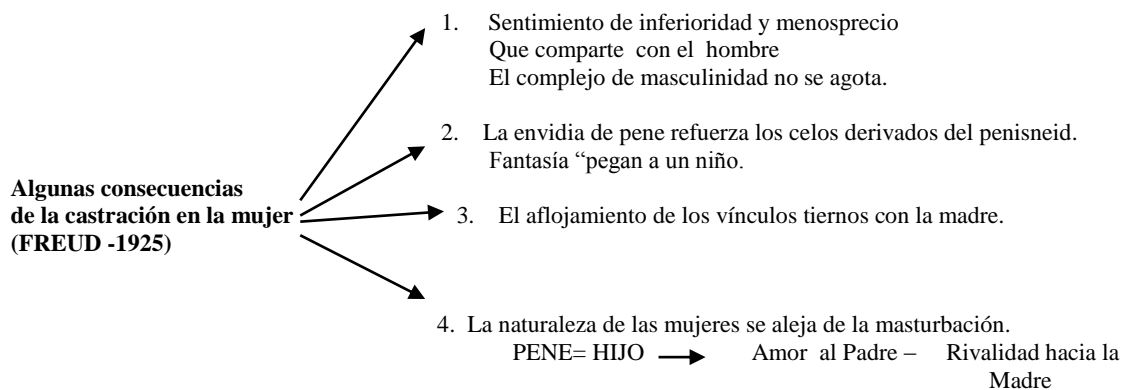 1. Sentimiento de inferioridad y menosprecio
Que comparte con el hombre
El complejo de masculinidad no se agota.
2. La envidia de pene refuerza los celos derivados del penisneid.
Fantasía “pegan a un niño.
Algunas consecuencias
de la castración en la mujer
(FREUD -1925)
3. El aflojamiento de los vínculos tiernos con la madre.
4. La naturaleza de las mujeres se aleja de la masturbación.
PENE= HIJO Amor al Padre – Rivalidad hacia la
Madre